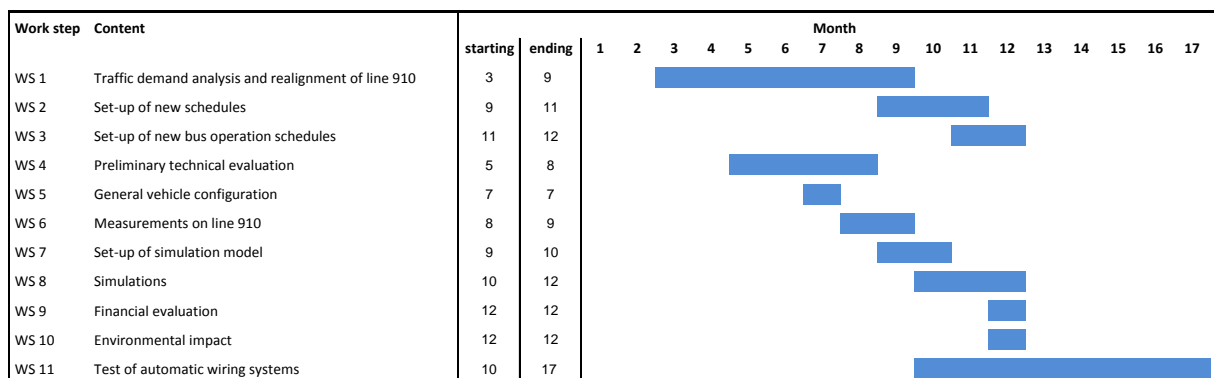 Work step Content Month
starting ending 1 2 3 4 5 6 7 8 9 10 11 12 13 14 15 16 17
WS 1 Traffic demand analysis and realignment of line 910 3 9
WS 2 Set-up of new schedules 9 11
WS 3 Set-up of new bus operation schedules 11 12
WS 4 Preliminary technical evaluation 5 8
WS 5 General vehicle configuration 7 7
WS 6 Measurements on line 910 8 9
WS 7 Set-up of simulation model 9 10
WS 8 Simulations 10 12
WS 9 Financial evaluation 12 12
WS 10 Environmental impact 12 12
WS 11 Test of automatic wiring systems 10 17